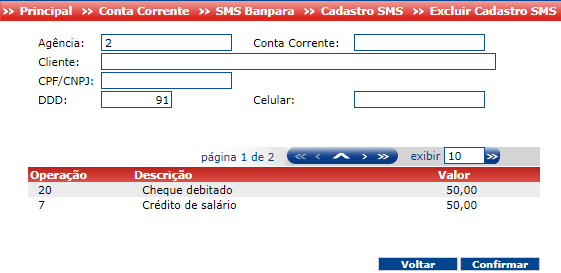 >> Principal >> Conta Corrente >> SMS Banpara >> Cadastro SMS >> Excluir Cadastro SMS
Agência: 2 Conta Corrente:
Cliente:
CPF/CNPJ:
DDD: 91 Celular:
página 1 de 2 << < > >> exibir 10 >>
Operação Descrição Valor
20 Cheque debitado 50,00
7 Crédito de salário 50,00
Voltar Confirmar